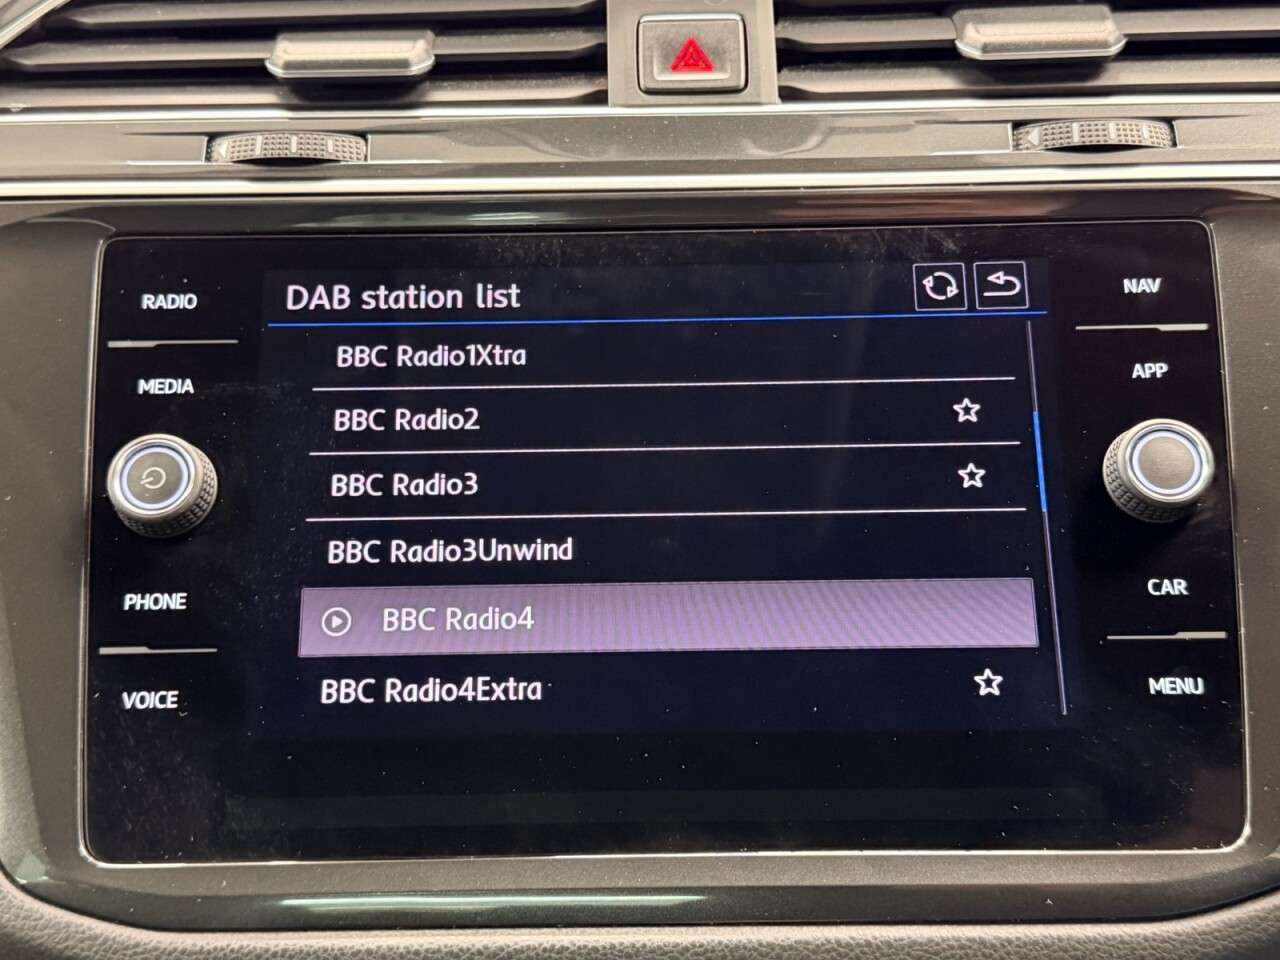 RADIO
MEDIA
PHONE
VOICE
DAB station list
BBC Radio1Xtra
BBC Radio2
BBC Radio3
BBC Radio3Unwind
BBC Radio4
BBC Radio4Extra
NAV
APP
CAR
MENU